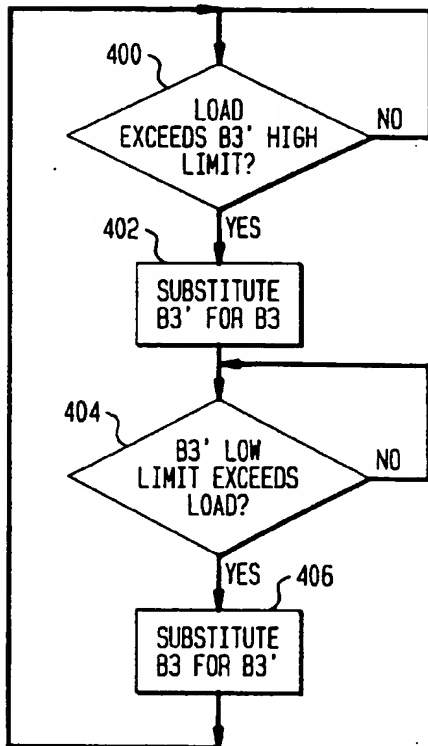 400
LOAD
EXCEEDS B3' HIGH
LIMIT?
NO
YES
402
SUBSTITUTE
B3' FOR B3
404
B3' LOW
LIMIT EXCEEDS
LOAD?
NO
YES
406
SUBSTITUTE
B3 FOR B3'